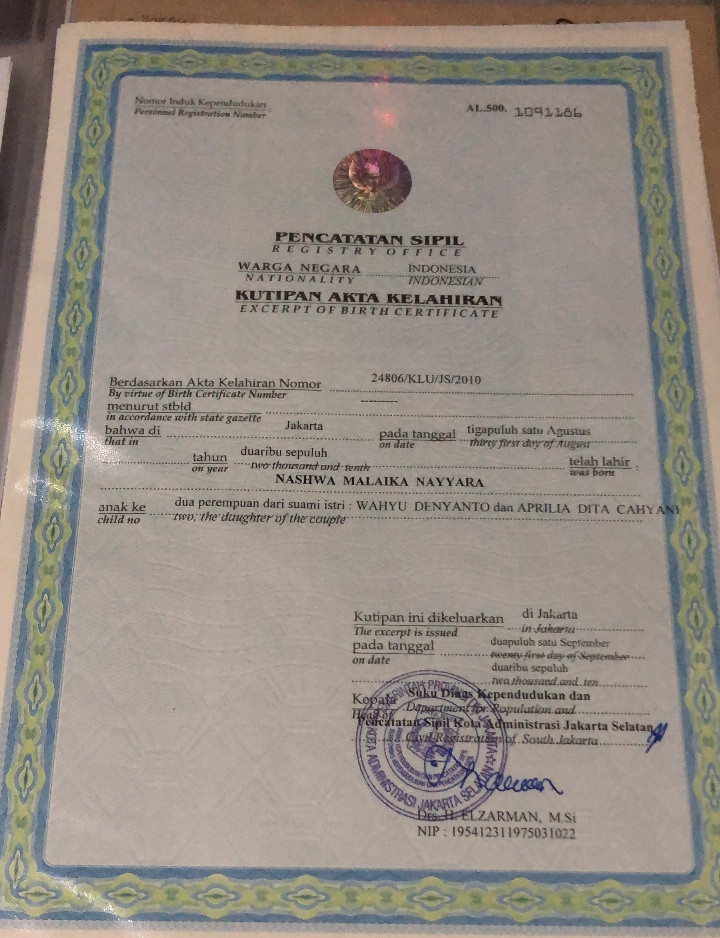 Nomor Induk Kependudukan :
Personnel Registration Number
AL.500. 1091186
PENCATATAN SIPIL
REGISTRY OFFICE
WARGA NEGARA INDONESIA
NATIONALITY INDONESIAN
KUTIPAN AKTA KELAHIRAN
EXCERPT OF BIRTH CERTIFICATE
Berdasarkan Akta Kelahiran Nomor 24806/KLU/JS/2010
By virtue of Birth Certificate Number
menurut stbld
in accordance with state gazette
bahwa di Jakarta pada tanggal tigapuluh satu Agustus
that in on date thirty first day of August
tahun duaribu sepuluh telah lahir :
on year two thousand and tenth was born
NASHWA MALAIKA NAYYARA
anak ke dua perempuan dari suami istri : WAHYU DENYANTO dan APRILIA DITA CAHYANI
child no two, the daughter of the couple
Kutipan ini dikeluarkan di Jakarta
The excerpt is issued in Jakarta
pada tanggal duapuluh satu September
on date twenty first day of September
duaribu sepuluh
two thousand and ten
Kepala Suku Dinas Kependudukan dan
Head of Department for Population and
Pencatatan Sipil Kota Administrasi Jakarta Selatan
Civil Registration of South Jakarta
KOTA ADMINISTRASI JAKARTA SELATAN
Drs. H. ELZARMAN, M.Si
NIP : 195412311975031022